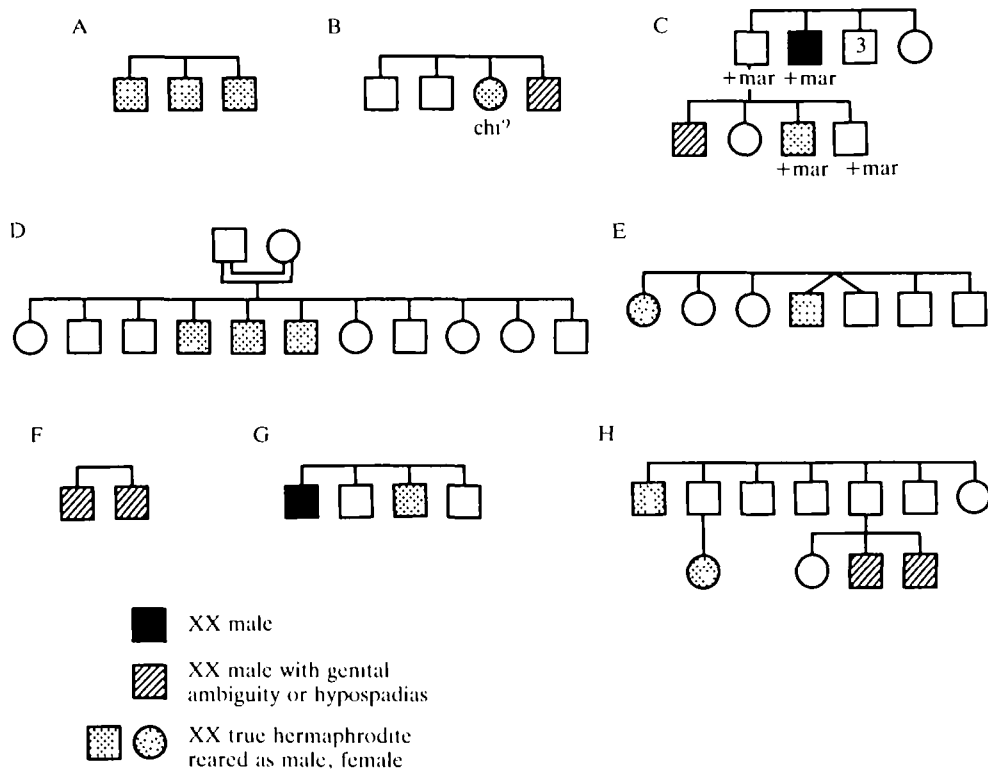 A
B
chi?
C
3
+mar +mar
+mar +mar
D
E
F
G
H
XX male
XX male with genital
ambiguity or hypospadias
XX true hermaphrodite
reared as male, female